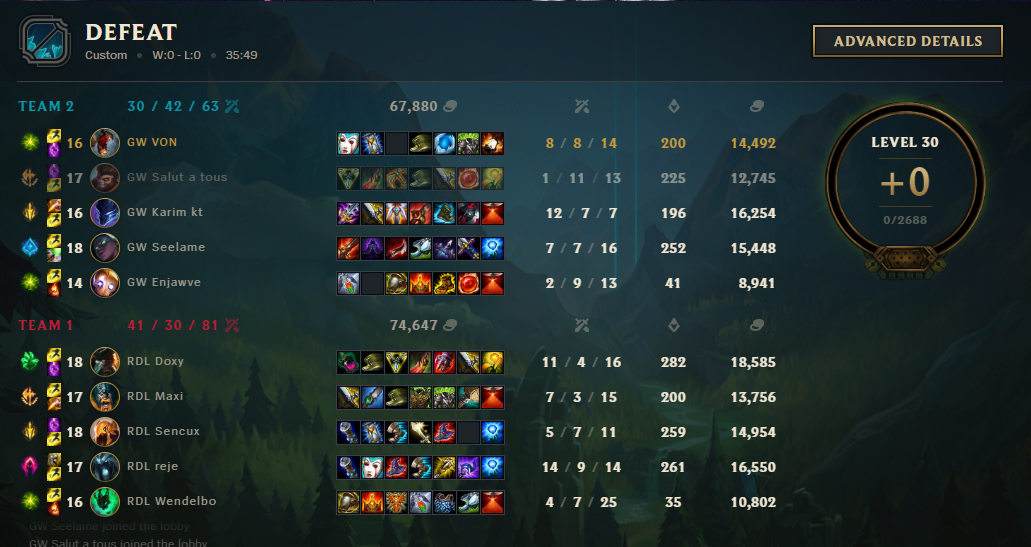 DEFEAT
Custom • W:0 - L:0 • 35:49
ADVANCED DETAILS
TEAM 2 30 / 42 / 63 67,880
16 GW VON 8 / 8 / 14 200 14,492
17 GW Salut a tous 1 / 11 / 13 225 12,745
16 GW Karim kt 12 / 7 / 7 196 16,254
18 GW Seelame 7 / 7 / 16 252 15,448
14 GW Enjawve 2 / 9 / 13 41 8,941
TEAM 1 41 / 30 / 81 74,647
18 RDL Doxy 11 / 4 / 16 282 18,585
17 RDL Maxi 7 / 3 / 15 200 13,756
18 RDL Sencux 5 / 7 / 11 259 14,954
17 RDL reje 14 / 9 / 14 261 16,550
16 RDL Wendelbo 4 / 7 / 25 35 10,802
GW Seelame joined the lobby
GW Salut a tous joined the lobby
LEVEL 30
+0
0/2688